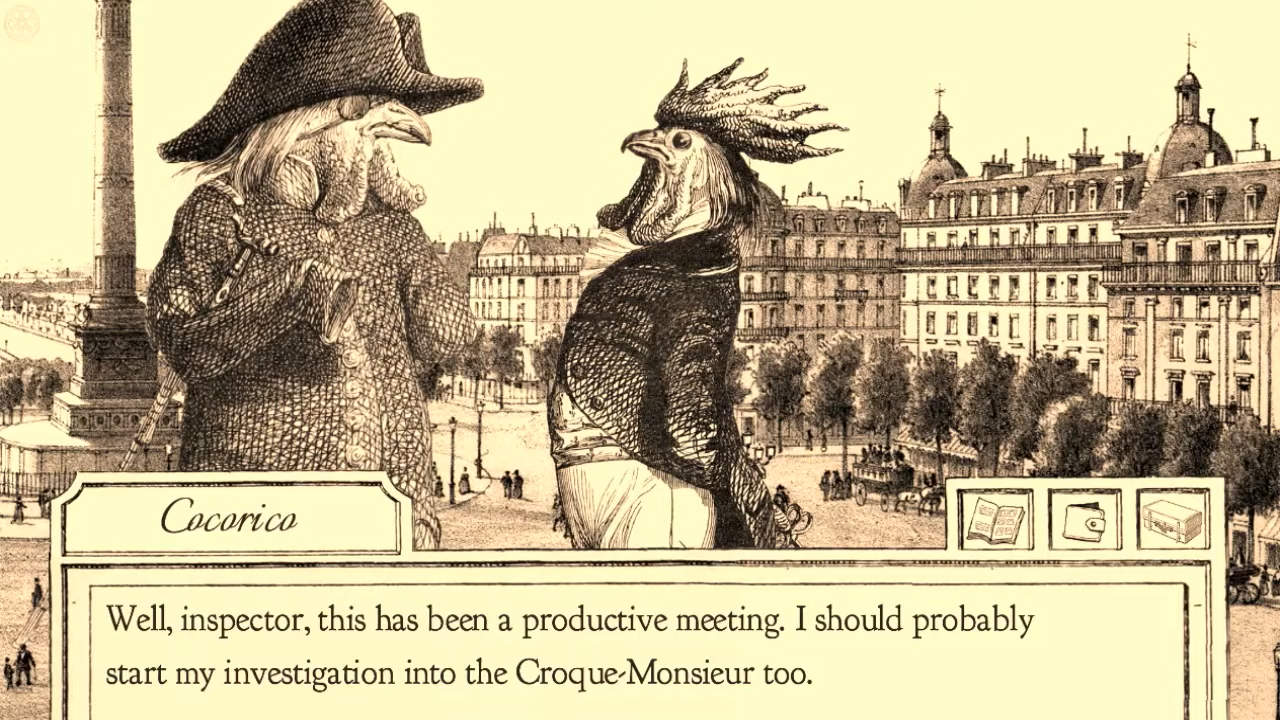 Cocorico
Well, inspector, this has been a productive meeting. I should probably
start my investigation into the Croque-Monsieur too.